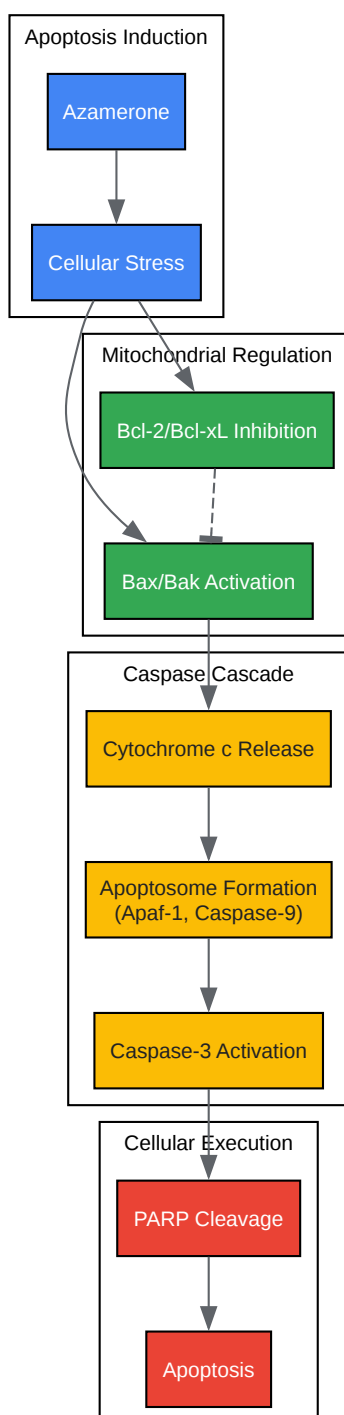 Apoptosis Induction
Azamerone
Cellular Stress
Mitochondrial Regulation
Bcl-2/Bcl-xL Inhibition
Bax/Bak Activation
Caspase Cascade
Cytochrome c Release
Apoptosome Formation
(Apaf-1, Caspase-9)
Caspase-3 Activation
Cellular Execution
PARP Cleavage
Apoptosis